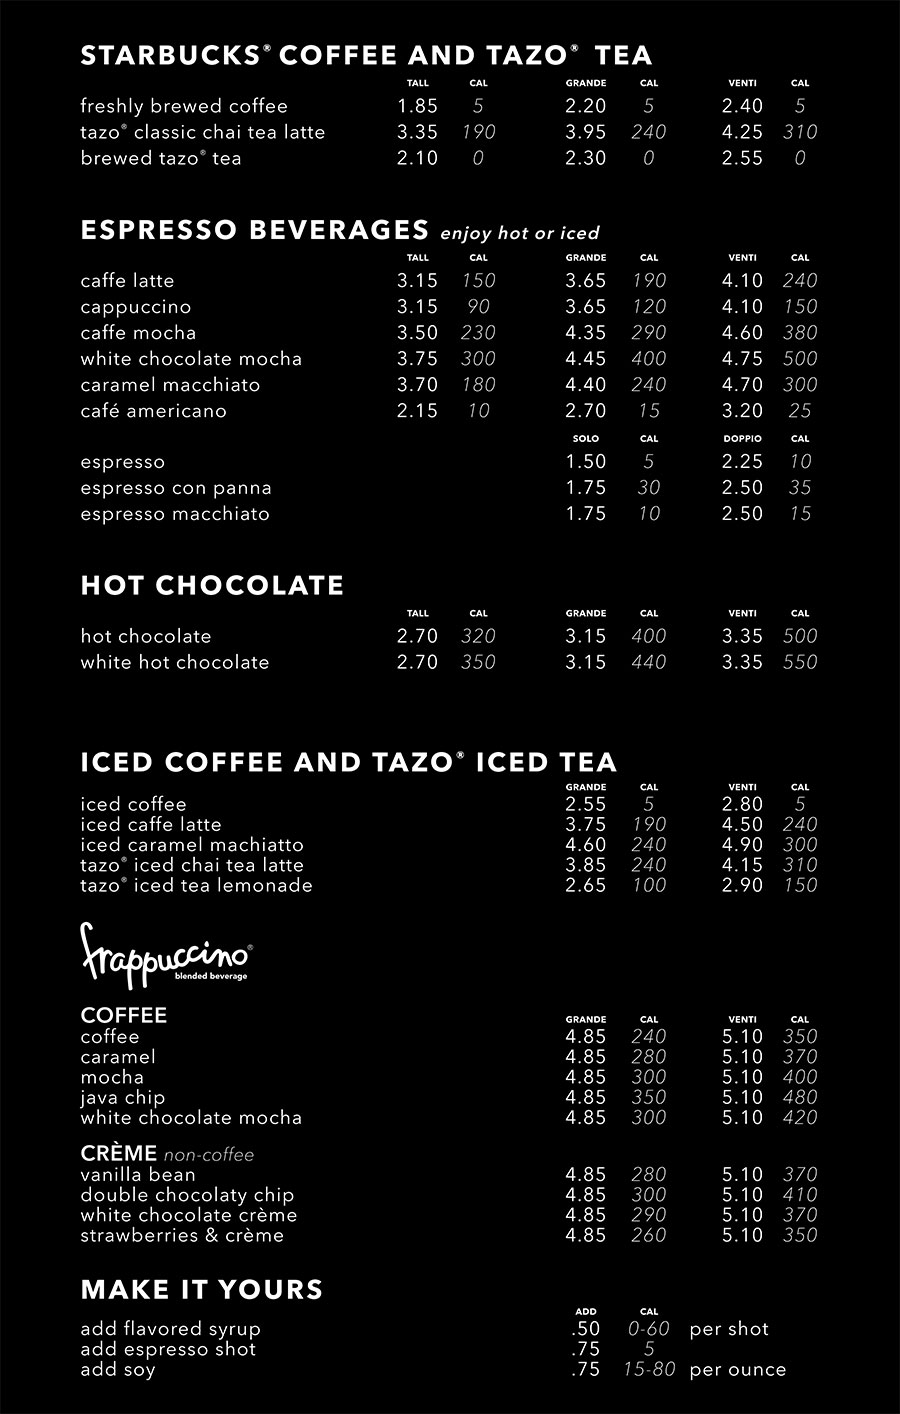 STARBUCKS® COFFEE AND TAZO® TEA
TALL CAL GRANDE CAL VENTI CAL
freshly brewed coffee 1.85 5 2.20 5 2.40 5
tazo® classic chai tea latte 3.35 190 3.95 240 4.25 310
brewed tazo® tea 2.10 0 2.30 0 2.55 0
ESPRESSO BEVERAGES enjoy hot or iced
TALL CAL GRANDE CAL VENTI CAL
caffe latte 3.15 150 3.65 190 4.10 240
cappuccino 3.15 90 3.65 120 4.10 150
caffe mocha 3.50 230 4.35 290 4.60 380
white chocolate mocha 3.75 300 4.45 400 4.75 500
caramel macchiato 3.70 180 4.40 240 4.70 300
café americano 2.15 10 2.70 15 3.20 25
SOLO CAL DOPPIO CAL
espresso 1.50 5 2.25 10
espresso con panna 1.75 30 2.50 35
espresso macchiato 1.75 10 2.50 15
HOT CHOCOLATE
TALL CAL GRANDE CAL VENTI CAL
hot chocolate 2.70 320 3.15 400 3.35 500
white hot chocolate 2.70 350 3.15 440 3.35 550
ICED COFFEE AND TAZO® ICED TEA
GRANDE CAL VENTI CAL
iced coffee 2.55 5 2.80 5
iced caffe latte 3.75 190 4.50 240
iced caramel machiatto 4.60 240 4.90 300
tazo® iced chai tea latte 3.85 240 4.15 310
tazo® iced tea lemonade 2.65 100 2.90 150
frappuccino®
blended beverage
COFFEE GRANDE CAL VENTI CAL
coffee 4.85 240 5.10 350
caramel 4.85 280 5.10 370
mocha 4.85 300 5.10 400
java chip 4.85 350 5.10 480
white chocolate mocha 4.85 300 5.10 420
CRÈME non-coffee
vanilla bean 4.85 280 5.10 370
double chocolaty chip 4.85 300 5.10 410
white chocolate crème 4.85 290 5.10 370
strawberries & crème 4.85 260 5.10 350
MAKE IT YOURS
ADD CAL
add flavored syrup .50 0-60 per shot
add espresso shot .75 5
add soy .75 15-80 per ounce